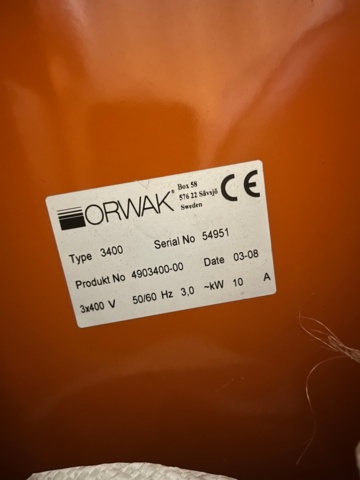 ORWAK® Box 58
576 22 Sävsjö
Sweden
CE
Type 3400 Serial No 54951
Produkt No 4903400-00 Date 03-08
3x400 V 50/60 Hz 3,0 ~kW 10 A